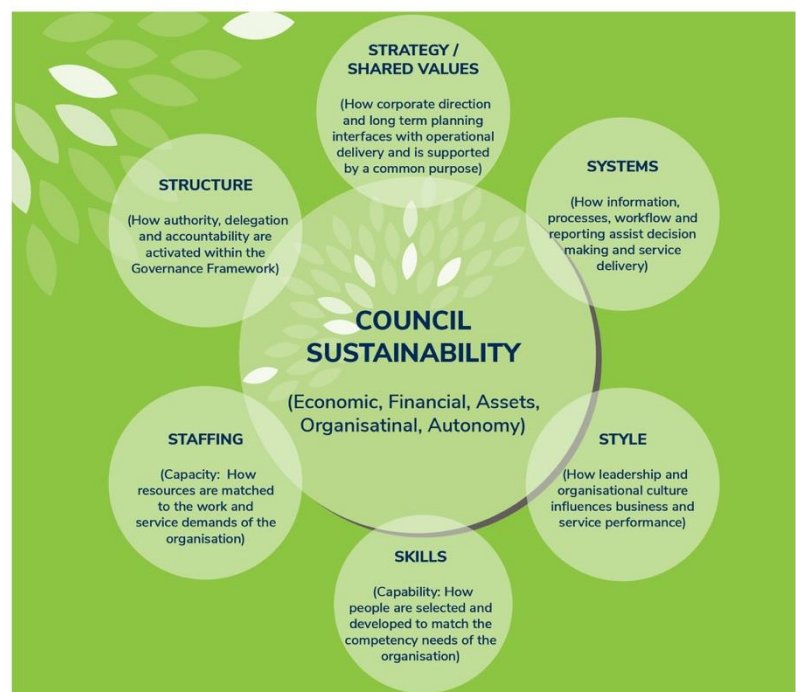 STRATEGY /
SHARED VALUES
(How corporate direction
and long term planning
interfaces with operational
delivery and is supported
by a common purpose)
SYSTEMS
(How information,
processes, workflow and
reporting assist decision
making and service
delivery)
STRUCTURE
(How authority, delegation
and accountability are
activated within the
Governance Framework)
COUNCIL
SUSTAINABILITY
(Economic, Financial, Assets,
Organisatinal, Autonomy)
STAFFING
(Capacity: How
resources are matched
to the work and
service demands of the
organisation)
STYLE
(How leadership and
organisational culture
influences business and
service performance)
SKILLS
(Capability: How
people are selected and
developed to match the
competency needs of the
organisation)